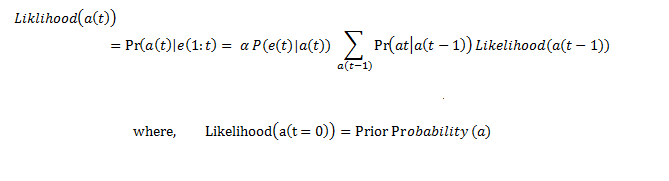 Liklihood(a(t))
= Pr(a(t)|e(1:t) = α P(e(t)|a(t)) ∑ Pr(at|a(t − 1)) Likelihood(a(t − 1))
a(t−1)
where, Likelihood(a(t = 0)) = Prior Probability (a)